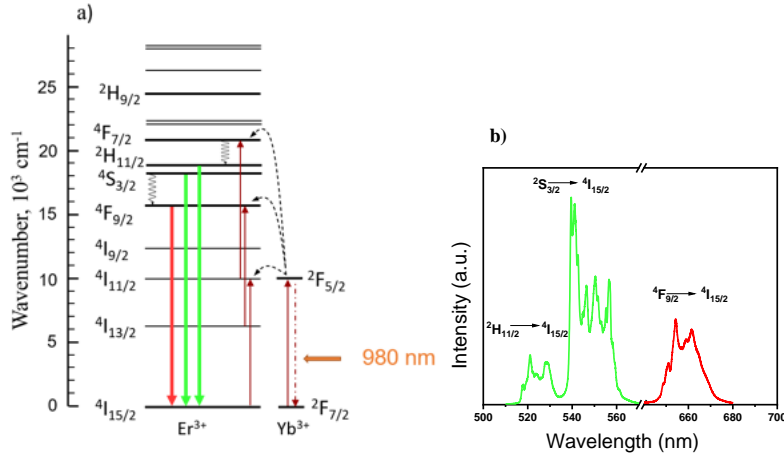 a)
Wavenumber, 10³ cm⁻¹
25
20
15
10
5
0
²H₉/₂
⁴F₇/₂
²H₁₁/₂
⁴S₃/₂
⁴F₉/₂
⁴I₉/₂
⁴I₁₁/₂
⁴I₁₃/₂
⁴I₁₅/₂
²F₅/₂
980 nm
²F₇/₂
Er³⁺
Yb³⁺
b)
Intensity (a.u.)
²S₃/₂ → ⁴I₁₅/₂
⁴F₉/₂ → ⁴I₁₅/₂
²H₁₁/₂ → ⁴I₁₅/₂
500 520 540 560 660 680 700
Wavelength (nm)